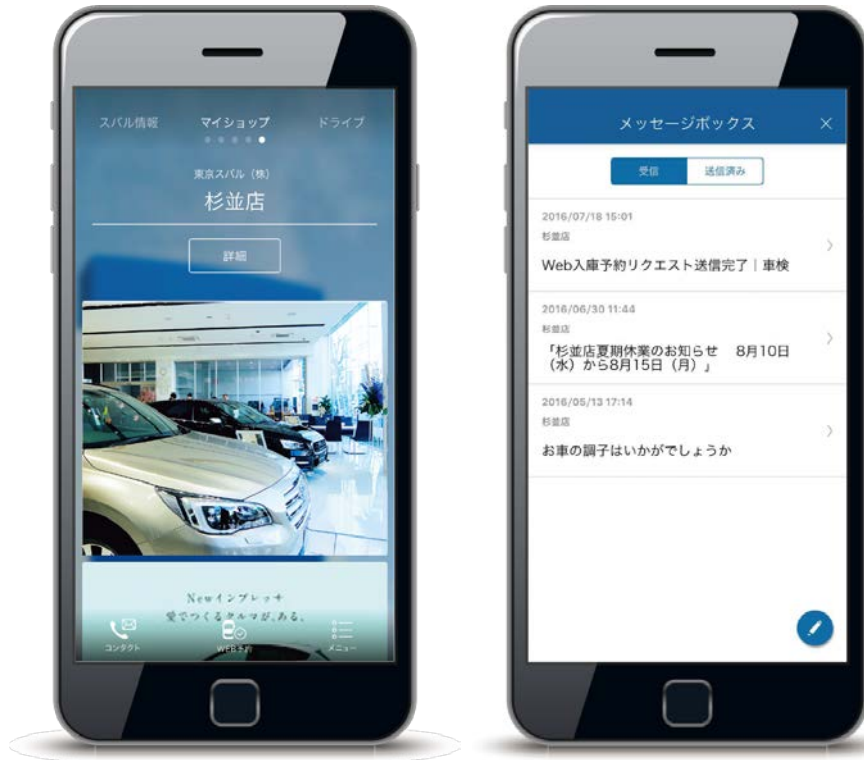 スバル情報 マイショップ ドライブ
東京スバル（株）
杉並店
詳細
Newインプレッサ
愛でつくるクルマが、ある。
コンタクト WEB予約 メニュー
メッセージボックス ×
受信 送信済み
2016/07/18 15:01
杉並店
Web入庫予約リクエスト送信完了｜車検
2016/06/30 11:44
杉並店
「杉並店夏期休業のお知らせ　8月10日
（水）から8月15日（月）」
2016/05/13 17:14
杉並店
お車の調子はいかがでしょうか